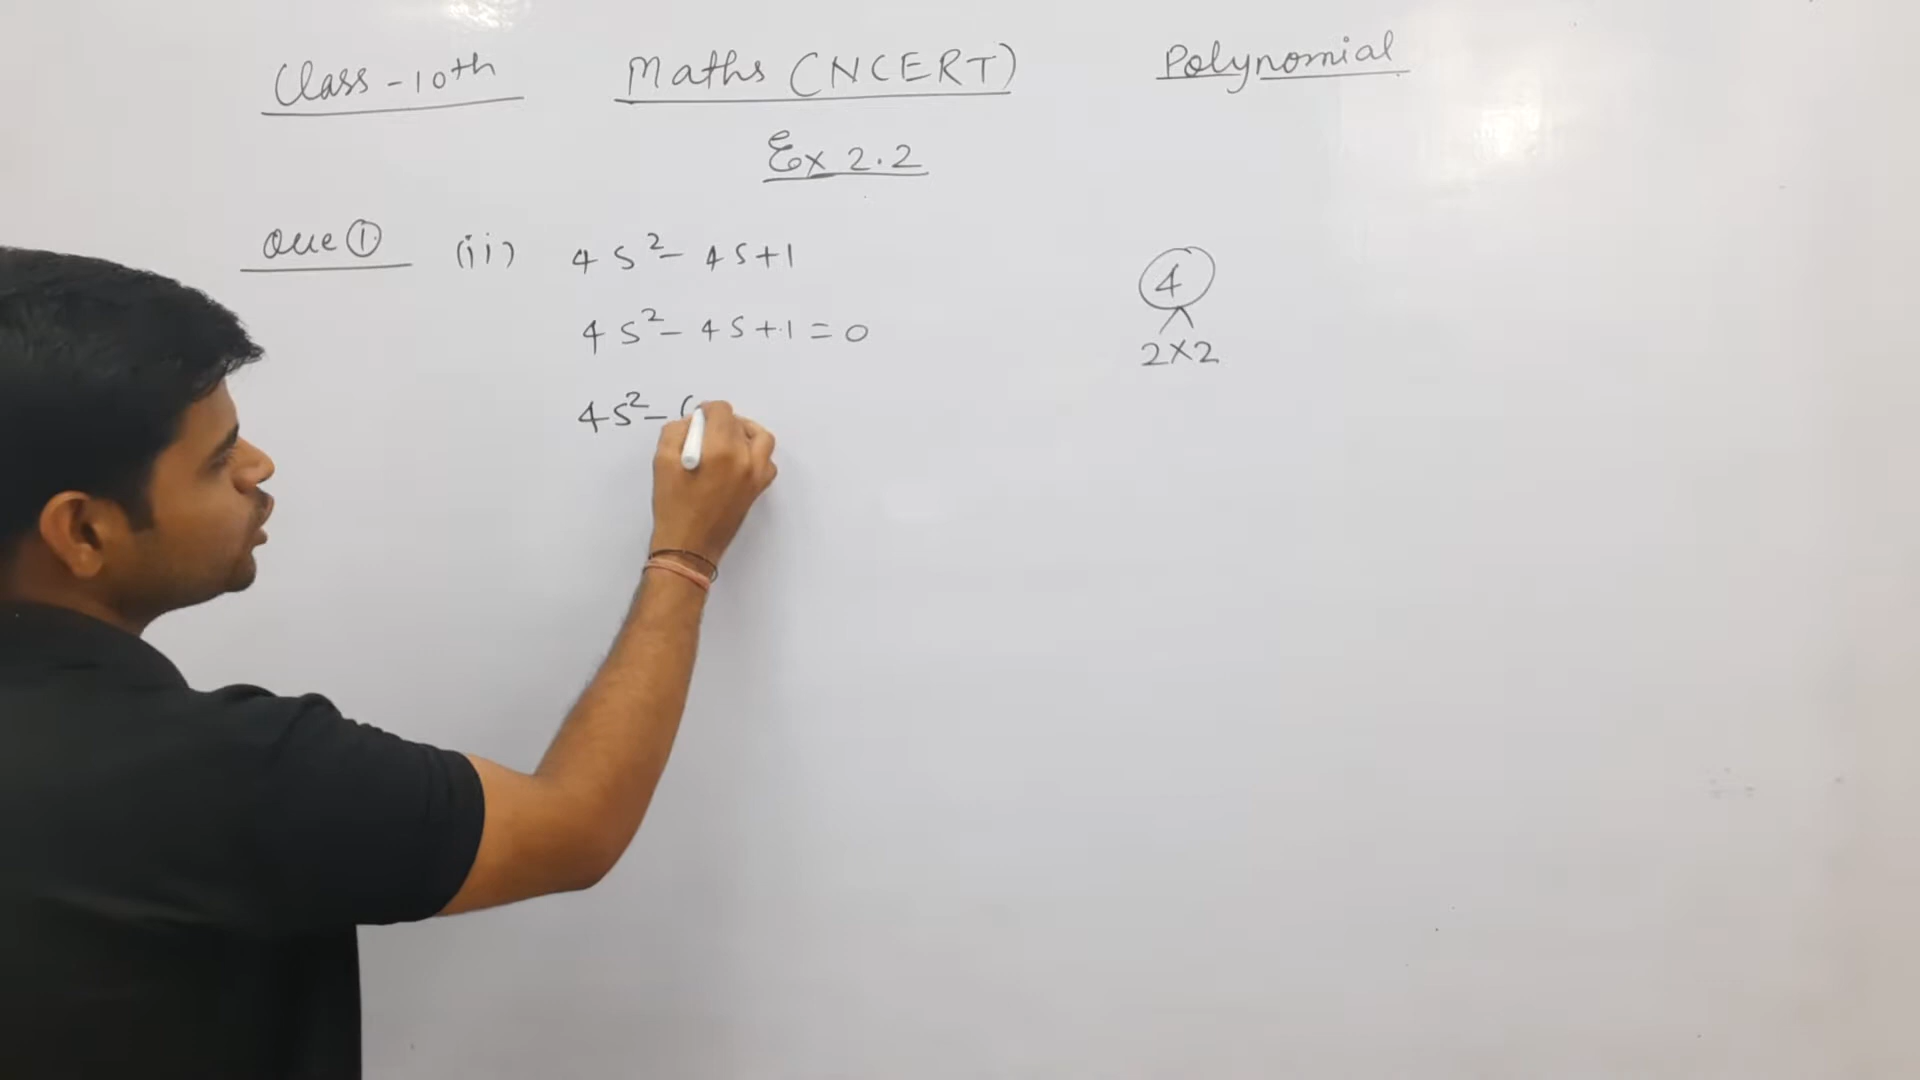 Class - 10th Maths (NCERT) Polynomial
Ex 2.2
Que ① (ii) 4s² - 4s+1
4s² - 4s+1 = 0
4s² - (
4
2×2